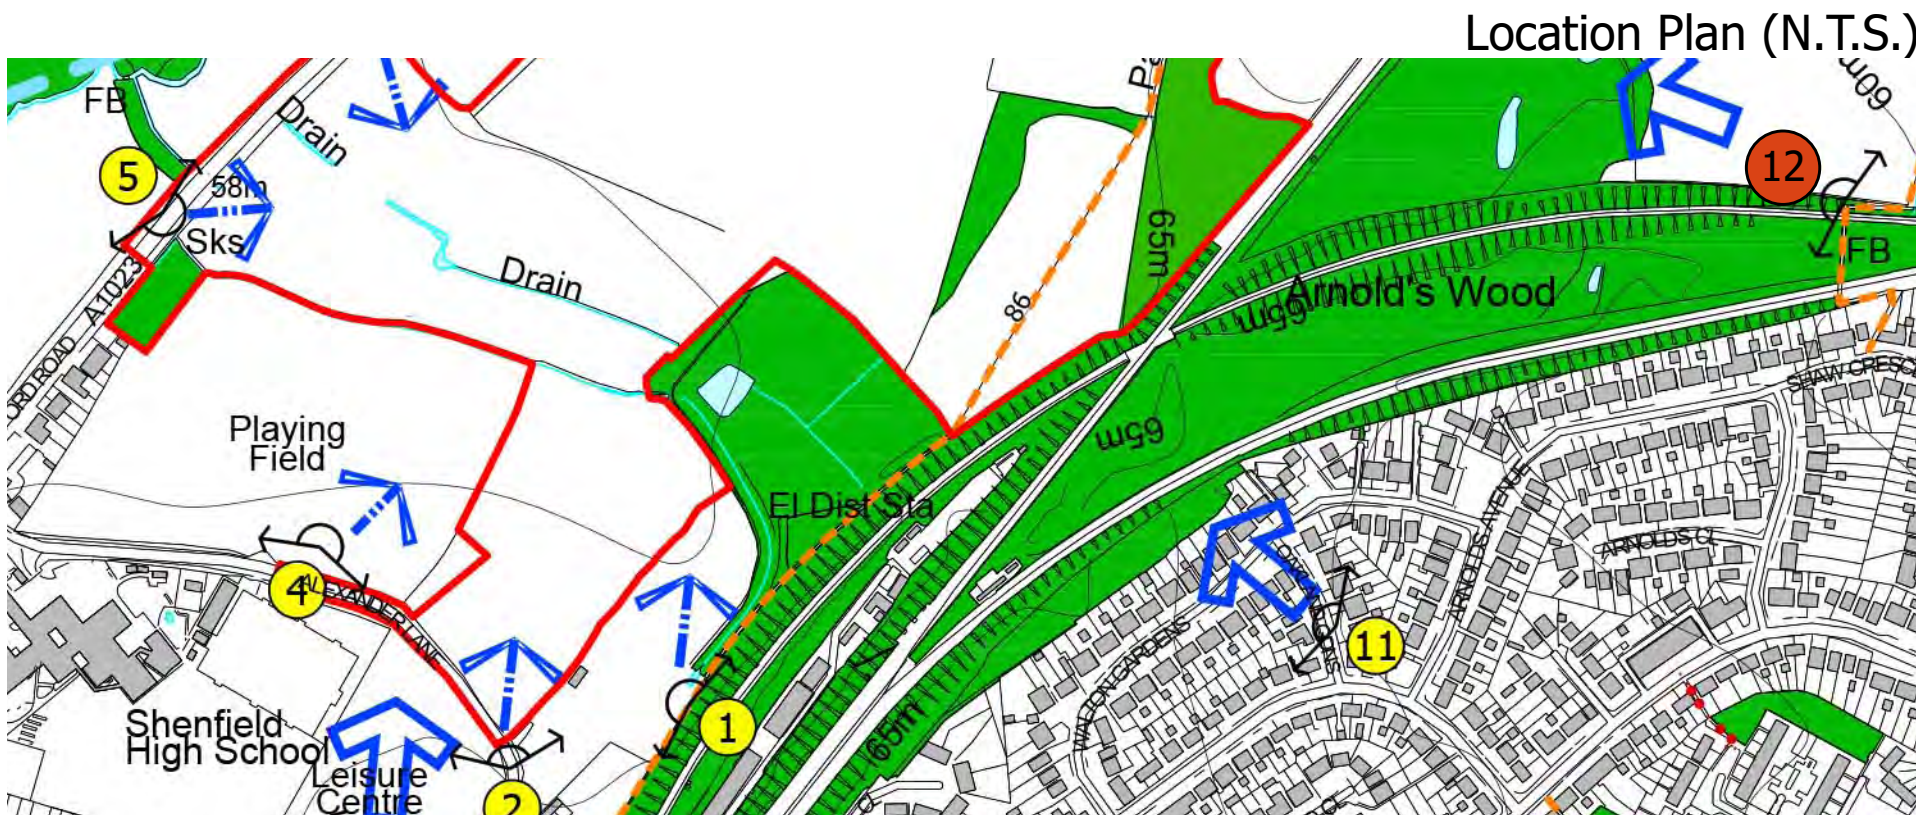 Location Plan (N.T.S.)
FB
Drain
60m
5
58m
12
Sks
65m
FB
A1023
Drain
86
Arnold's Wood
65m
ORD ROAD
SHAW CRESC
Playing
Field
65m
El Dist Sta
ARNOLDS AVENUE
ARNOLDS CL
4
ALEXANDER LANE
WALTON GARDENS
11
Shenfield
High School
1
65m
Leisure
Centre
2